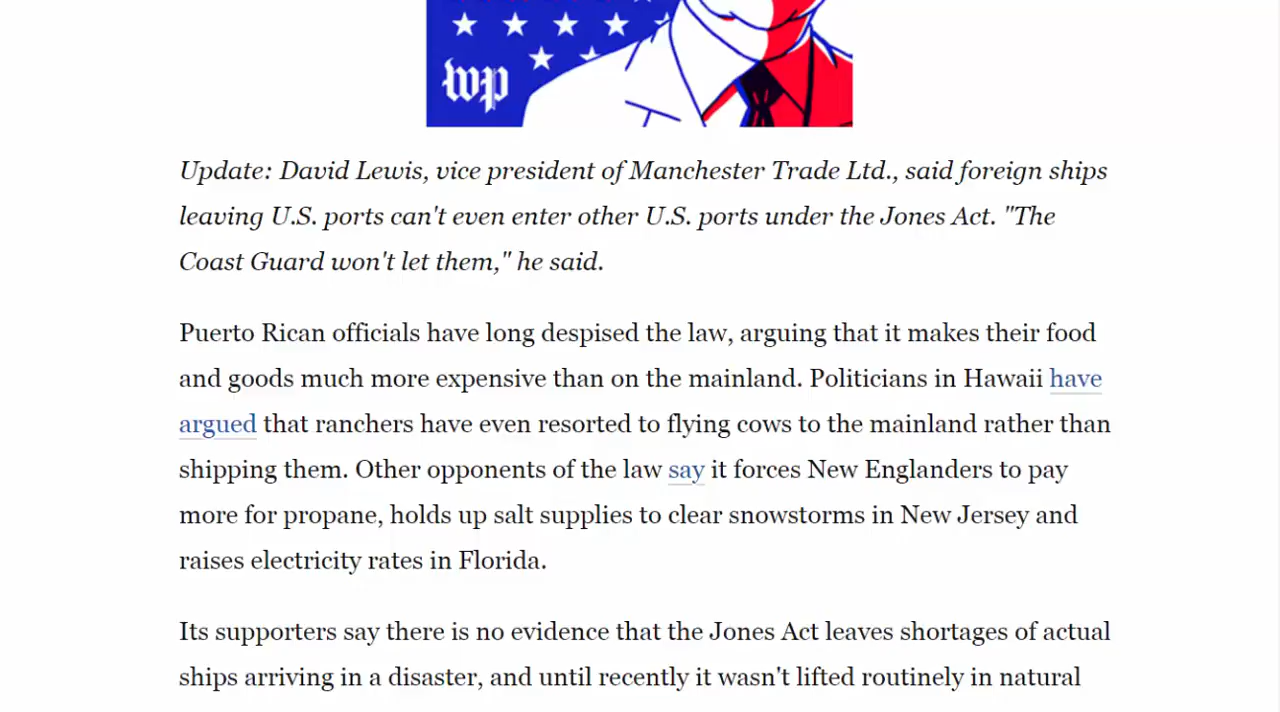 wp
Update: David Lewis, vice president of Manchester Trade Ltd., said foreign ships
leaving U.S. ports can't even enter other U.S. ports under the Jones Act. "The
Coast Guard won't let them," he said.
Puerto Rican officials have long despised the law, arguing that it makes their food
and goods much more expensive than on the mainland. Politicians in Hawaii have
argued that ranchers have even resorted to flying cows to the mainland rather than
shipping them. Other opponents of the law say it forces New Englanders to pay
more for propane, holds up salt supplies to clear snowstorms in New Jersey and
raises electricity rates in Florida.
Its supporters say there is no evidence that the Jones Act leaves shortages of actual
ships arriving in a disaster, and until recently it wasn't lifted routinely in natural